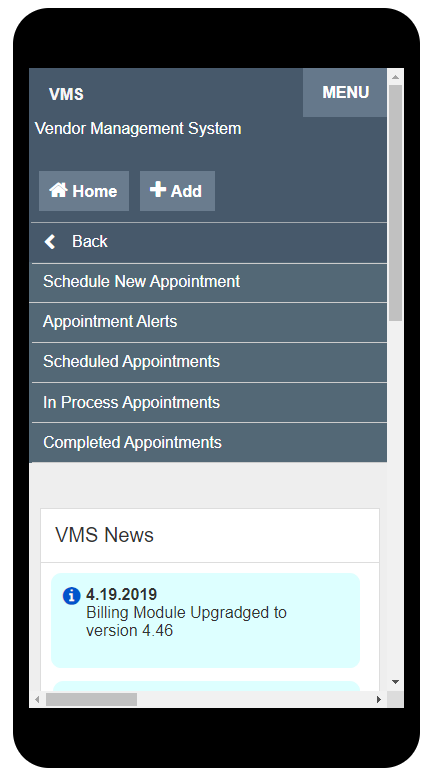 VMS
MENU
Vendor Management System
Home
Add
Back
Schedule New Appointment
Appointment Alerts
Scheduled Appointments
In Process Appointments
Completed Appointments
VMS News
4.19.2019
Billing Module Upgradged to
version 4.46